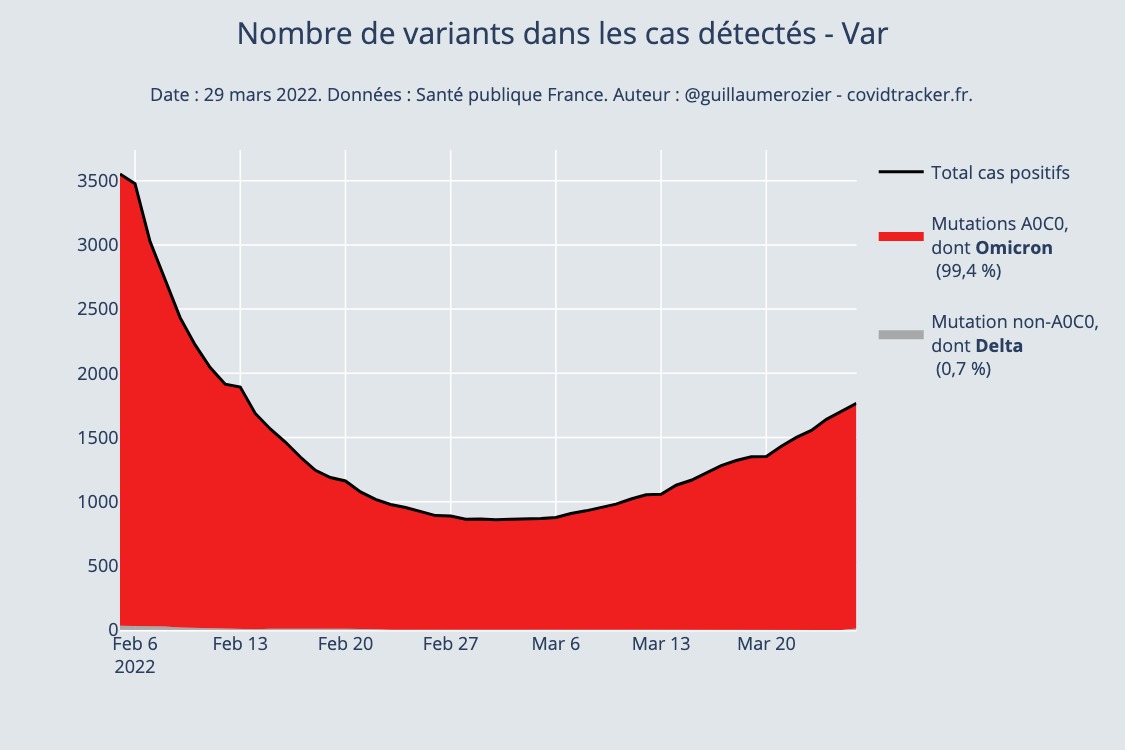 Nombre de variants dans les cas détectés - Var
Date : 29 mars 2022. Données : Santé publique France. Auteur : @guillaumerozier - covidtracker.fr.
3500
3000
2500
2000
1500
1000
500
0
Feb 6
2022
Feb 13
Feb 20
Feb 27
Mar 6
Mar 13
Mar 20
Total cas positifs
Mutations A0C0,
dont Omicron
(99,4 %)
Mutation non-A0C0,
dont Delta
(0,7 %)